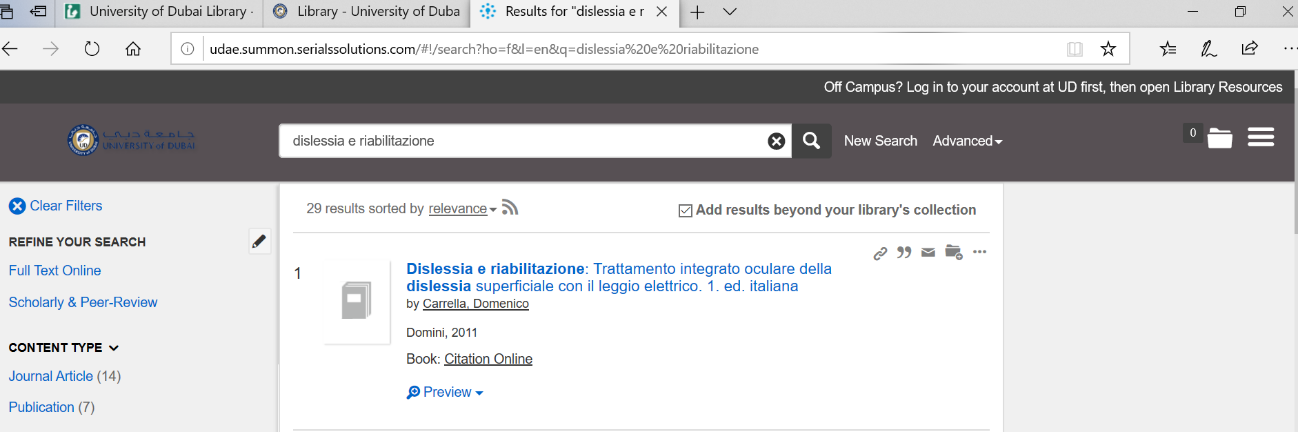 University of Dubai Library -
Library - University of Duba
Results for "dislessia e r
udae.summon.serialssolutions.com/#!/search?ho=f&l=en&q=dislessia%20e%20riabilitazione
Off Campus? Log in to your account at UD first, then open Library Resources
جامعة دبي
UNIVERSITY of DUBAI
dislessia e riabilitazione
New Search
Advanced
0
Clear Filters
REFINE YOUR SEARCH
Full Text Online
Scholarly & Peer-Review
CONTENT TYPE
Journal Article (14)
Publication (7)
29 results sorted by relevance
Add results beyond your library's collection
1
Dislessia e riabilitazione: Trattamento integrato oculare della
dislessia superficiale con il leggio elettrico. 1. ed. italiana
by Carrella, Domenico
Domini, 2011
Book: Citation Online
Preview